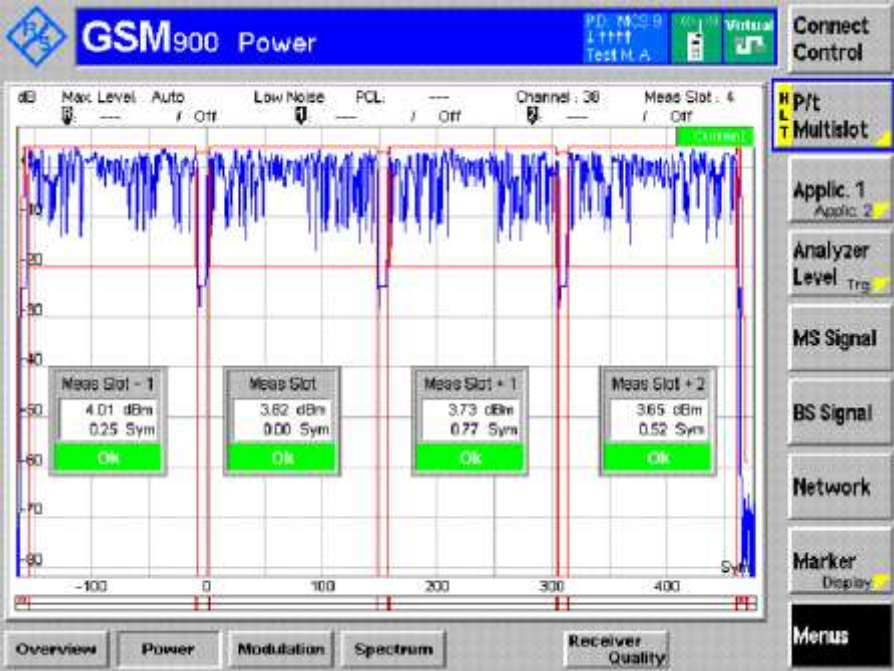 GSM900 Power
P.D.: MCS 9
Test M. A.
Virtual
Connect
Control
dB Max. Level: Auto Low Noise PCL: --- Channel : 38 Meas Slot : 4
R --- / Off 1 --- / Off 2 --- / Off
Current
HLT
P/t
Multislot
Applic. 1
Applic. 2
Analyzer
Level Trg
MS Signal
BS Signal
Network
Marker
Display
Menus
-10
-20
-30
-40
-50
-60
-70
-80
Meas Slot - 1
4.01 dBm
0.25 Sym
Ok
Meas Slot
3.82 dBm
0.00 Sym
Ok
Meas Slot + 1
3.73 dBm
0.77 Sym
Ok
Meas Slot + 2
3.65 dBm
0.52 Sym
Ok
Sym
-100 0 100 200 300 400
Overview Power Modulation Spectrum Receiver
Quality